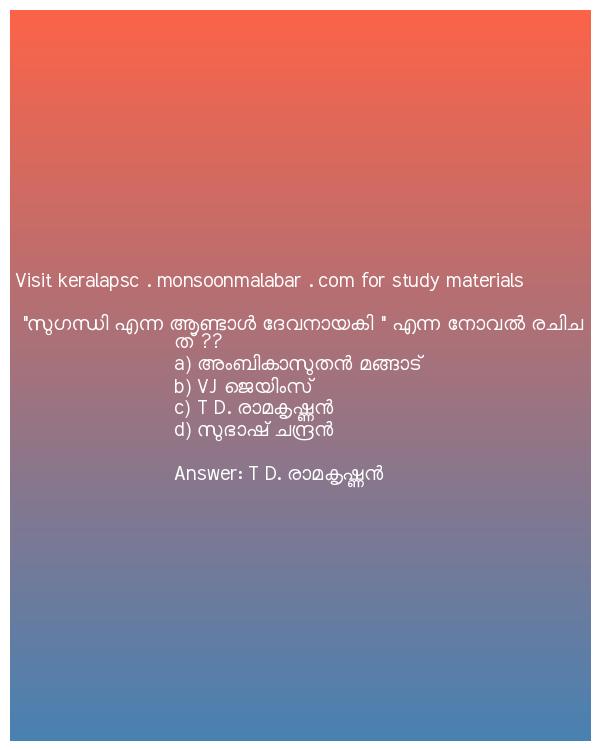 Visit keralapsc . monsoonmalabar . com for study materials
"സുഗന്ധി എന്ന ആണ്ടാൾ ദേവനായകി " എന്ന നോവൽ രചിച
ത് ??
a) അംബികാസുതൻ മങ്ങാട്
b) VJ ജെയിംസ്
c) T D. രാമകൃഷ്ണൻ
d) സുഭാഷ് ചന്ദ്രൻ
Answer: T D. രാമകൃഷ്ണൻ